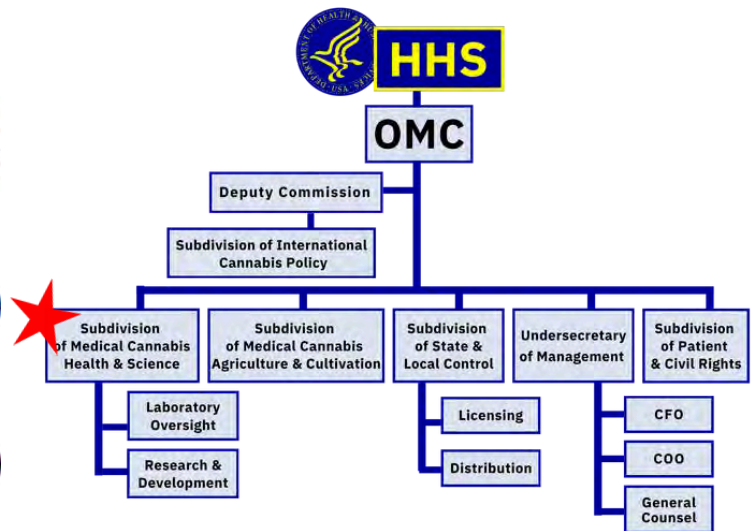 HHS
OMC
Deputy Commission
Subdivision of International
Cannabis Policy
Subdivision
of Medical Cannabis
Health & Science
Subdivision
of Medical Cannabis
Agriculture & Cultivation
Subdivision
of State &
Local Control
Undersecretary
of Management
Subdivision
of Patient
& Civil Rights
Laboratory
Oversight
Research &
Development
Licensing
Distribution
CFO
COO
General
Counsel